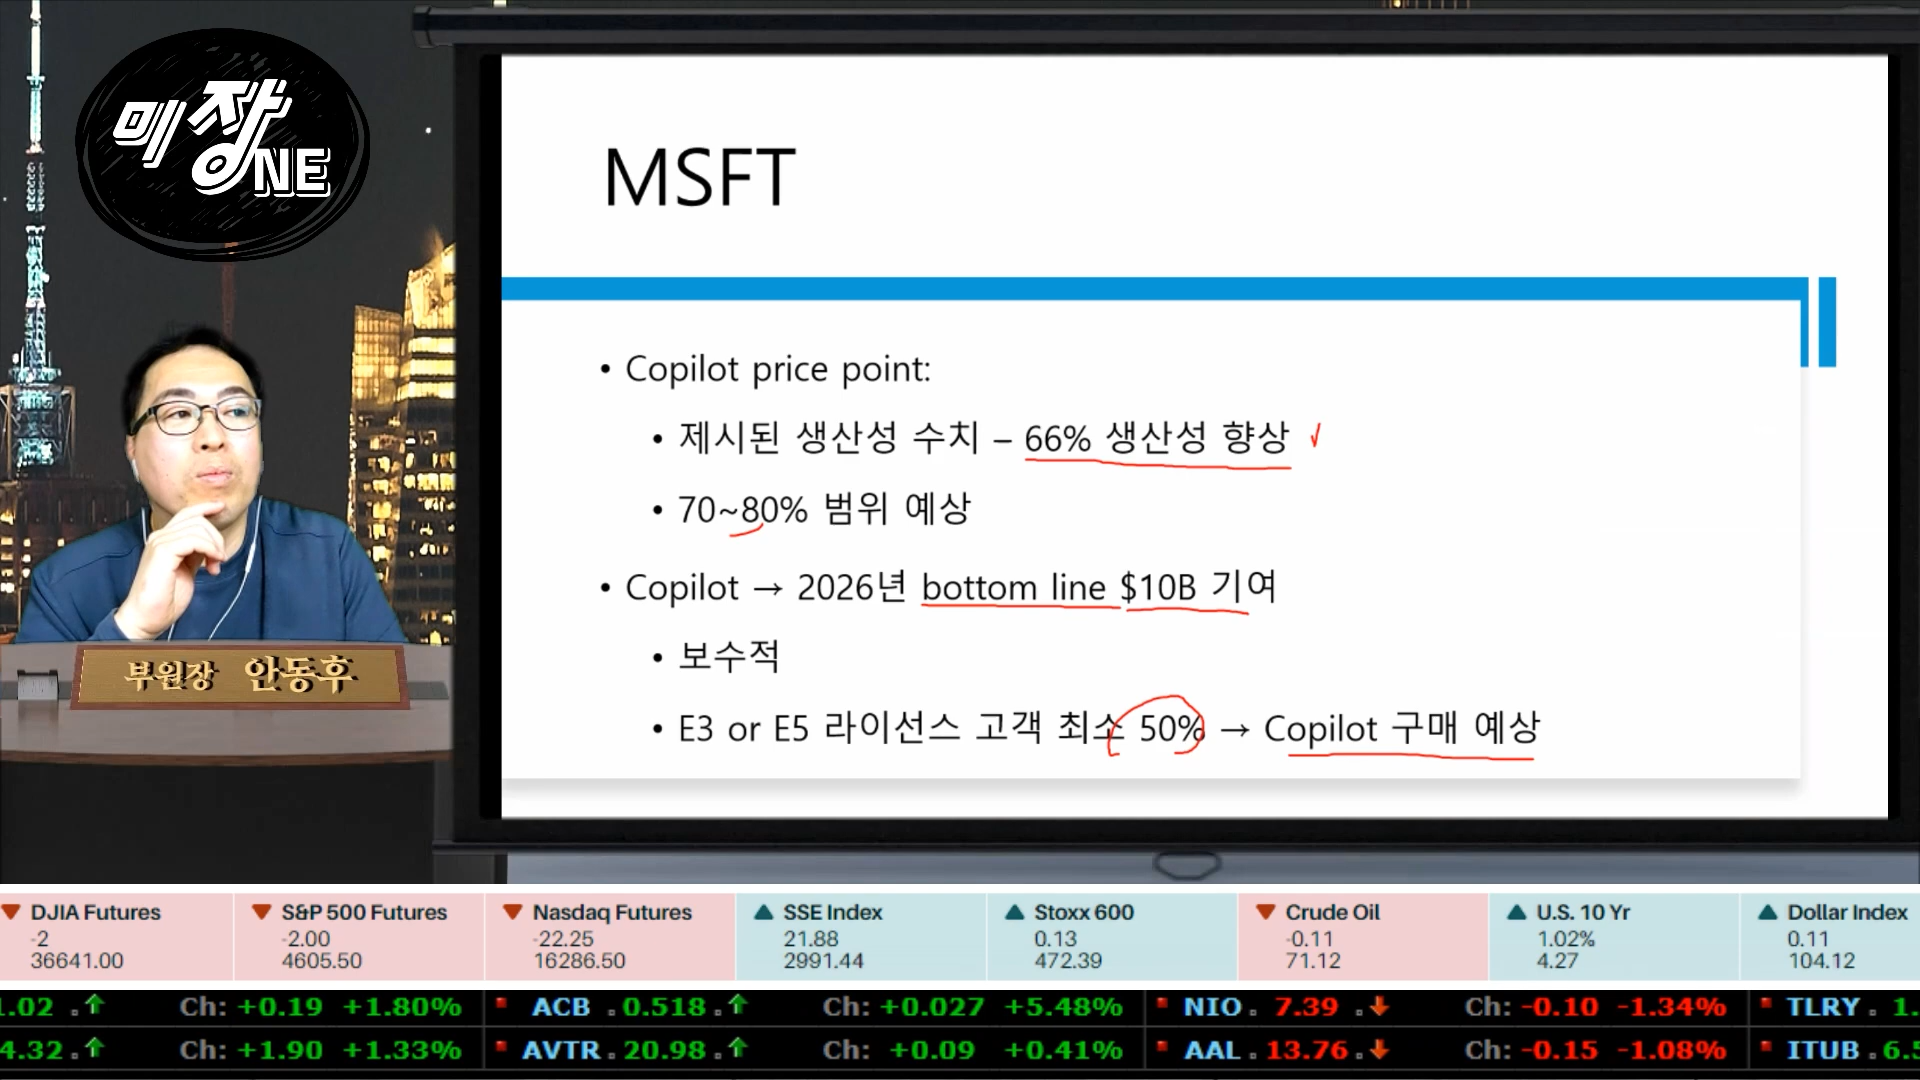 미장
NE
MSFT
• Copilot price point:
• 제시된 생산성 수치 – 66% 생산성 향상
• 70~80% 범위 예상
• Copilot → 2026년 bottom line $10B 기여
• 보수적
• E3 or E5 라이선스 고객 최소 50% → Copilot 구매 예상
부원장 안동후
▼ DJIA Futures
-2
36641.00
▼ S&P 500 Futures
-2.00
4605.50
▼ Nasdaq Futures
-22.25
16286.50
▲ SSE Index
21.88
2991.44
▲ Stoxx 600
0.13
472.39
▼ Crude Oil
-0.11
71.12
▲ U.S. 10 Yr
1.02%
4.27
▲ Dollar Index
0.11
104.12
1.02 Ch: +0.19 +1.80% ACB 0.518 Ch: +0.027 +5.48% NIO 7.39 Ch: -0.10 -1.34% TLRY 1.
4.32 Ch: +1.90 +1.33% AVTR 20.98 Ch: +0.09 +0.41% AAL 13.76 Ch: -0.15 -1.08% ITUB 6.5